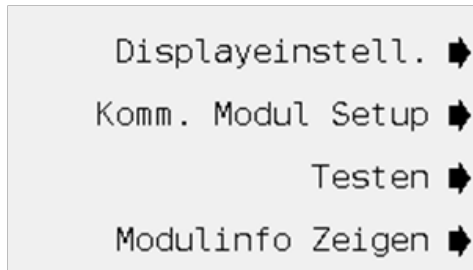 Displayeinstell.
Komm. Modul Setup
Testen
Modulinfo Zeigen